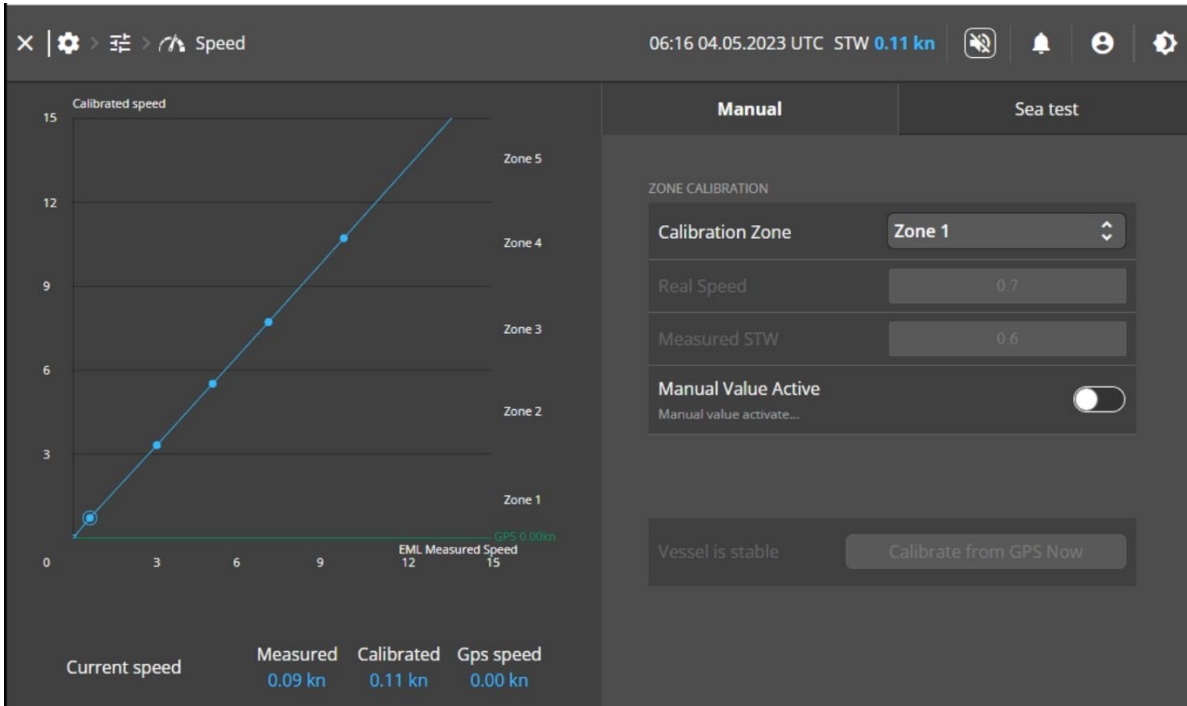 Speed
06:16 04.05.2023 UTC STW 0.11 kn
Calibrated speed
15
12
9
6
3
Zone 5
Zone 4
Zone 3
Zone 2
Zone 1
GPS 0.00kn
EML Measured Speed
0 3 6 9 12 15
Current speed
Measured Calibrated Gps speed
0.09 kn 0.11 kn 0.00 kn
Manual Sea test
ZONE CALIBRATION
Calibration Zone Zone 1
Real Speed 0.7
Measured STW 0.6
Manual Value Active
Manual value activate...
Vessel is stable Calibrate from GPS Now